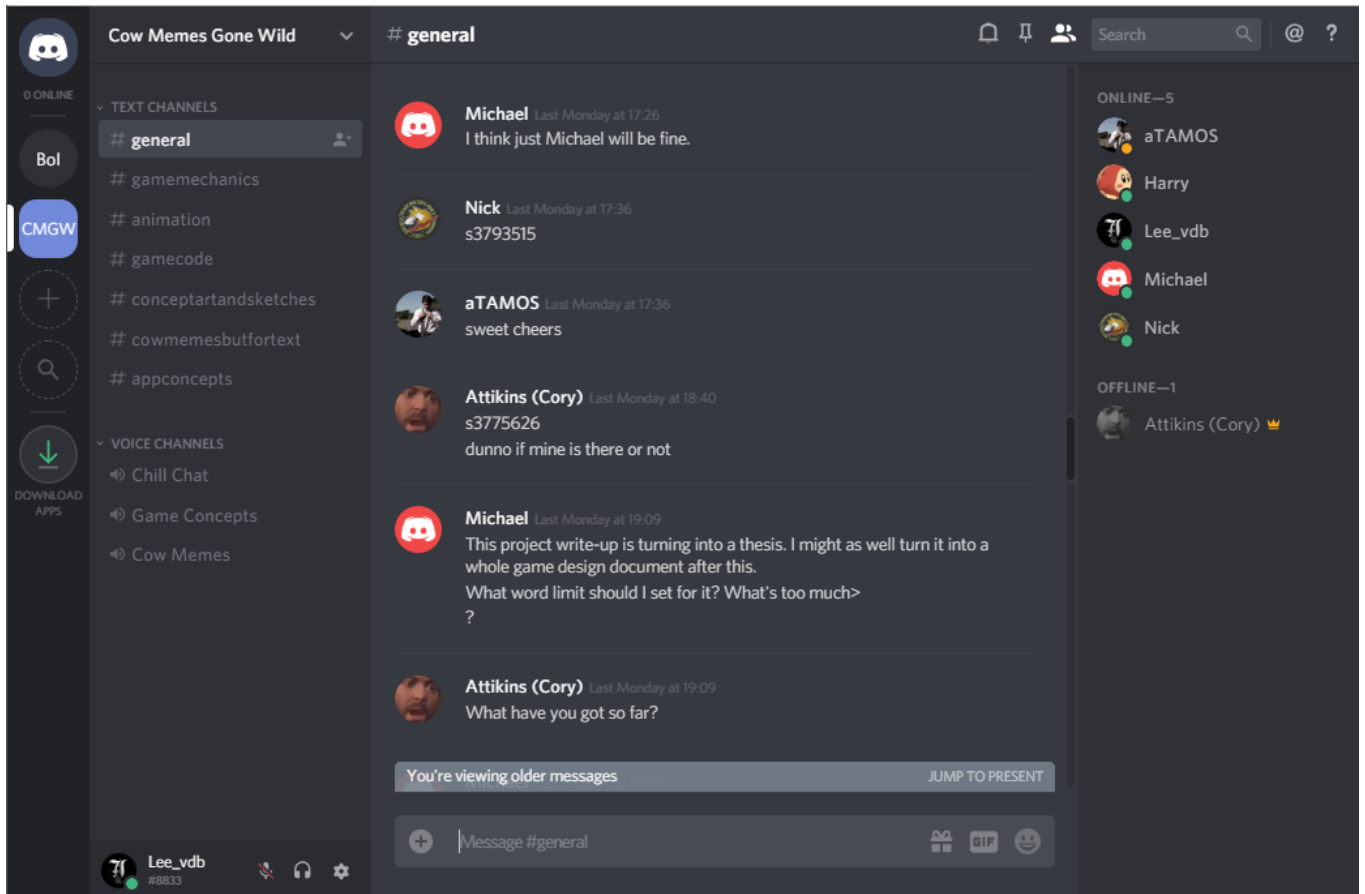 0 ONLINE
Bol
CMGW
DOWNLOAD
APPS
Cow Memes Gone Wild
TEXT CHANNELS
# general
# gamemechanics
# animation
# gamecode
# conceptartandsketches
# cowmemesbutfortext
# appconcepts
VOICE CHANNELS
Chill Chat
Game Concepts
Cow Memes
Lee_vdb
#8833
# general
Search
@ ?
Michael Last Monday at 17:26
I think just Michael will be fine.
Nick Last Monday at 17:36
s3793515
aTAMOS Last Monday at 17:36
sweet cheers
Attikins (Cory) Last Monday at 18:40
s3775626
dunno if mine is there or not
Michael Last Monday at 19:09
This project write-up is turning into a thesis. I might as well turn it into a
whole game design document after this.
What word limit should I set for it? What's too much>
?
Attikins (Cory) Last Monday at 19:09
What have you got so far?
You're viewing older messages JUMP TO PRESENT
Michael
Message #general
GIF
ONLINE—5
aTAMOS
Harry
Lee_vdb
Michael
Nick
OFFLINE—1
Attikins (Cory)